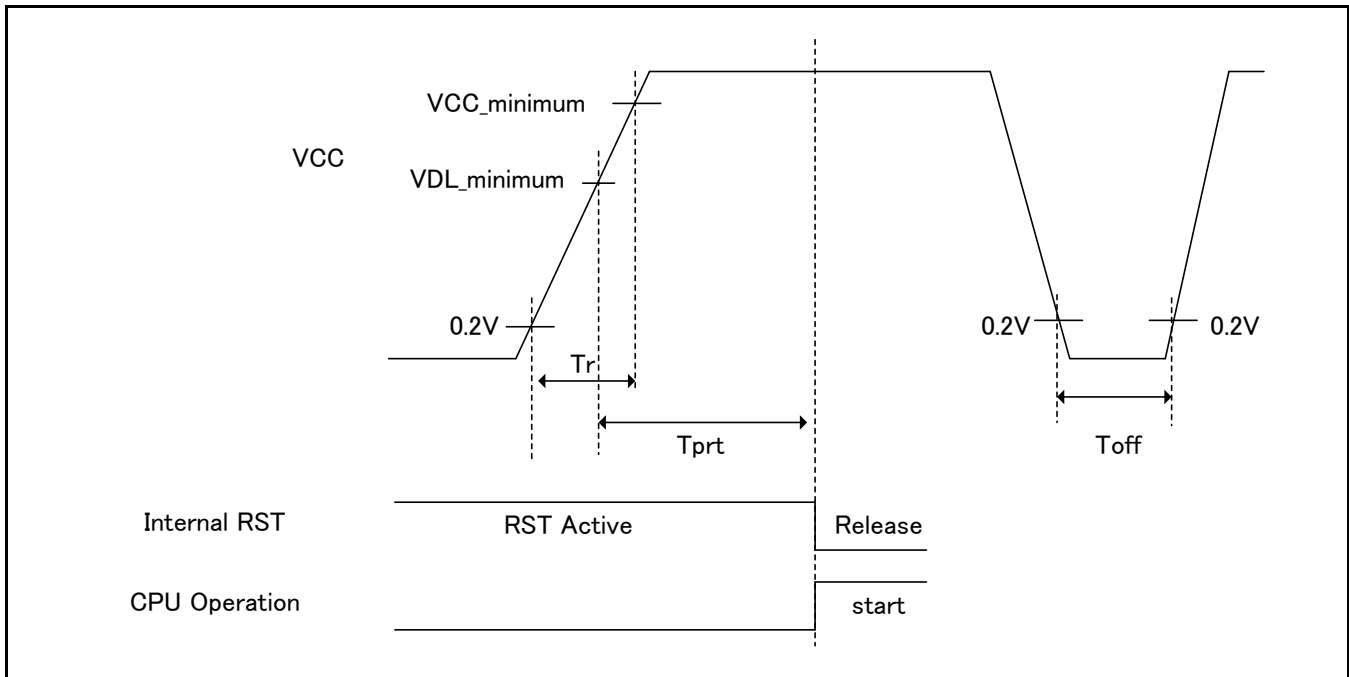 VCC_minimum
VCC
VDL_minimum
0.2V
0.2V
0.2V
Tr
Tprt
Toff
Internal RST
RST Active
Release
CPU Operation
start